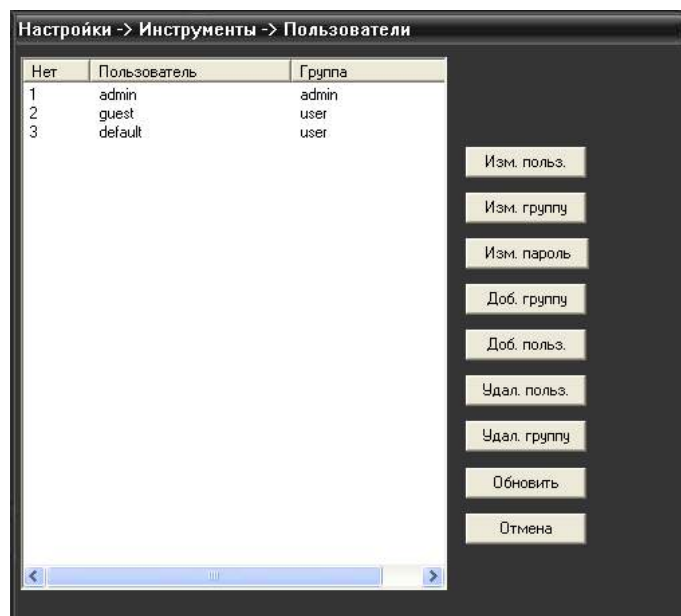 Настройки -> Инструменты -> Пользователи
Нет Пользователь Группа
1 admin admin
2 guest user
3 default user
Изм. польз.
Изм. группу
Изм. пароль
Доб. группу
Доб. польз.
Удал. польз.
Удал. группу
Обновить
Отмена